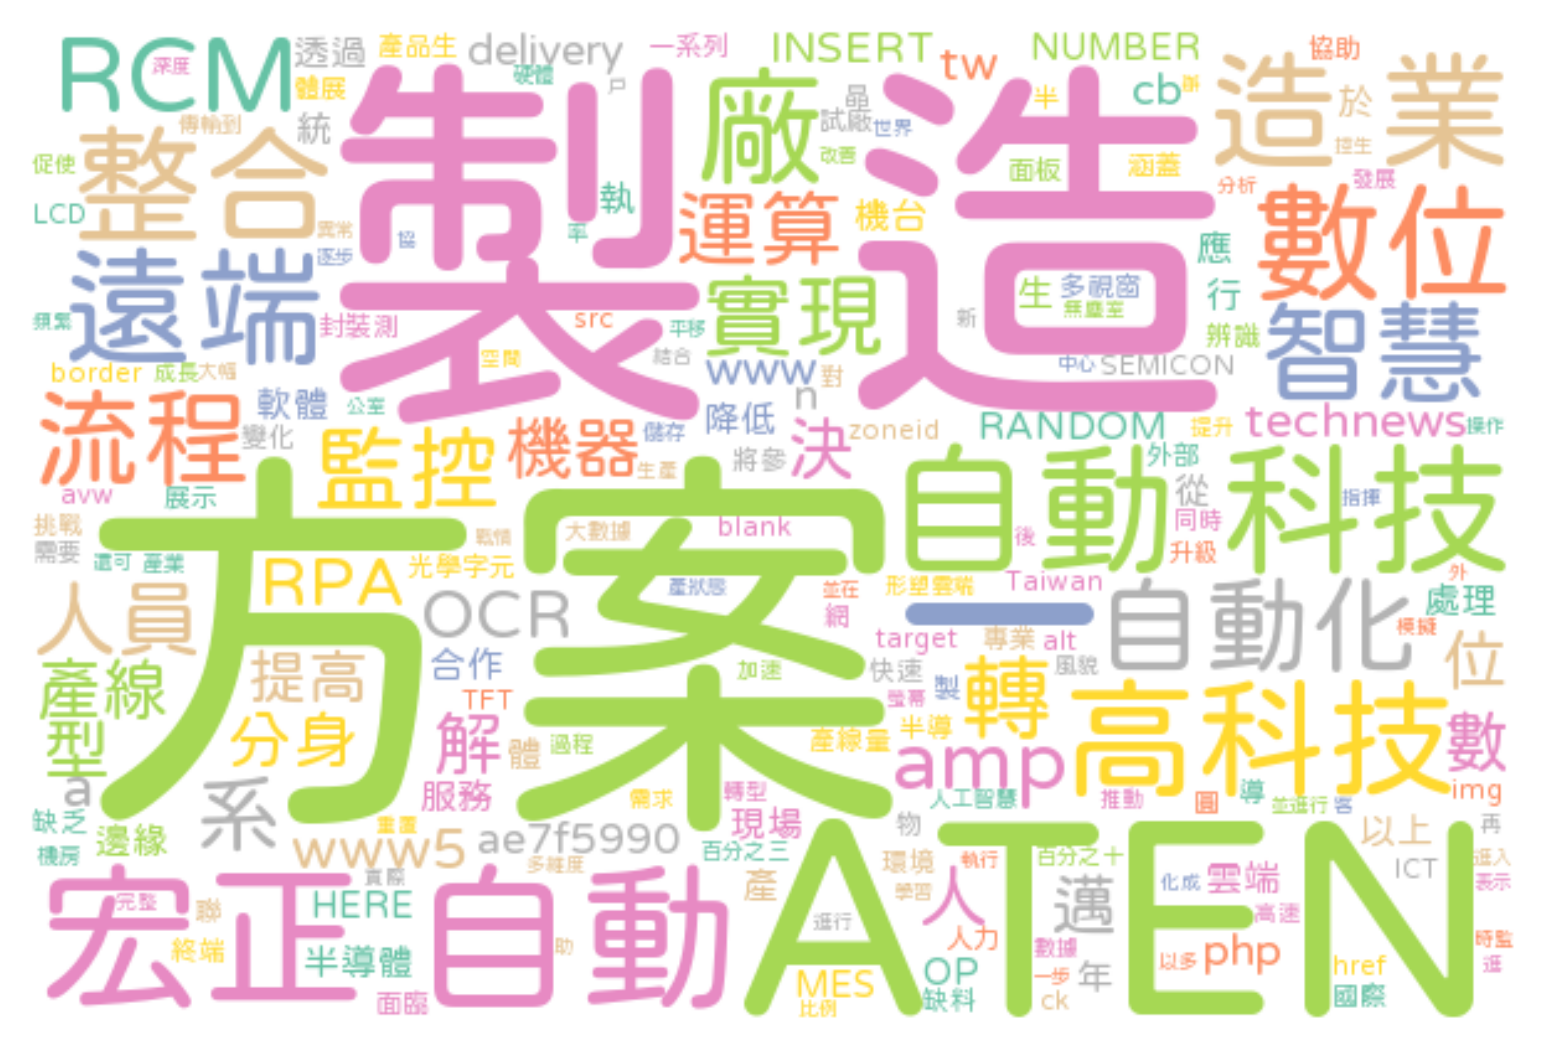 RCM
深度
透過
產品生
delivery
一系列
INSERT
tw
NUMBER
協助
體展
硬體
戶
cb
傳輸到
統
製造
廠
晶
試廠
世界
半
造業
於
促使
整合
執
改善
面板
涵蓋
分析
發展
LCD
異常
協
率
運算
機台
應
數位
遠端
逐步
生
多視窗
行
頻繁
封裝測
src
平移
實現
新
無塵室
辨識
智慧
空間
結合
中心
SEMICON
border
成長
大幅
www
對
n
流程
軟體
公室
儲存
降低
RANDOM
提升
technews
操作
變化
監控
機器
生產
將參
決
zoneid
外部
avw
展示
方案
自動
從
科技
指揮
挑戰
戰情
大數據
blank
後
同時
需要
還可
產業
光學字元
升級
RPA
產狀態
並在
形塑雲端
Taiwan
外
人員
OCR
網
一
自動化
處理
target
專業
alt
模擬
產線
提高
合作
加速
快速
風貌
位
TFT
螢幕
製
轉
高科技
型
分身
解
體
過程
產線量
半導
數
a
系
服務
需求
轉型
amp
人工智慧
推動
圓
導
並進行
客
img
缺乏
邊緣
重置
www5
ae7f5990
現場
物
以上
再
機房
多維度
百分之三
環境
執行
百分之十
ICT
進入
宏正自動
實際
產
ATEN
學習
人
邁
化成
雲端
表示
完整
聯
HERE
進行
高速
終端
半導體
助
人力
數據
以多
php
時監
面臨
MES
OP
一步
年
href
進
比例
缺料
ck
國際